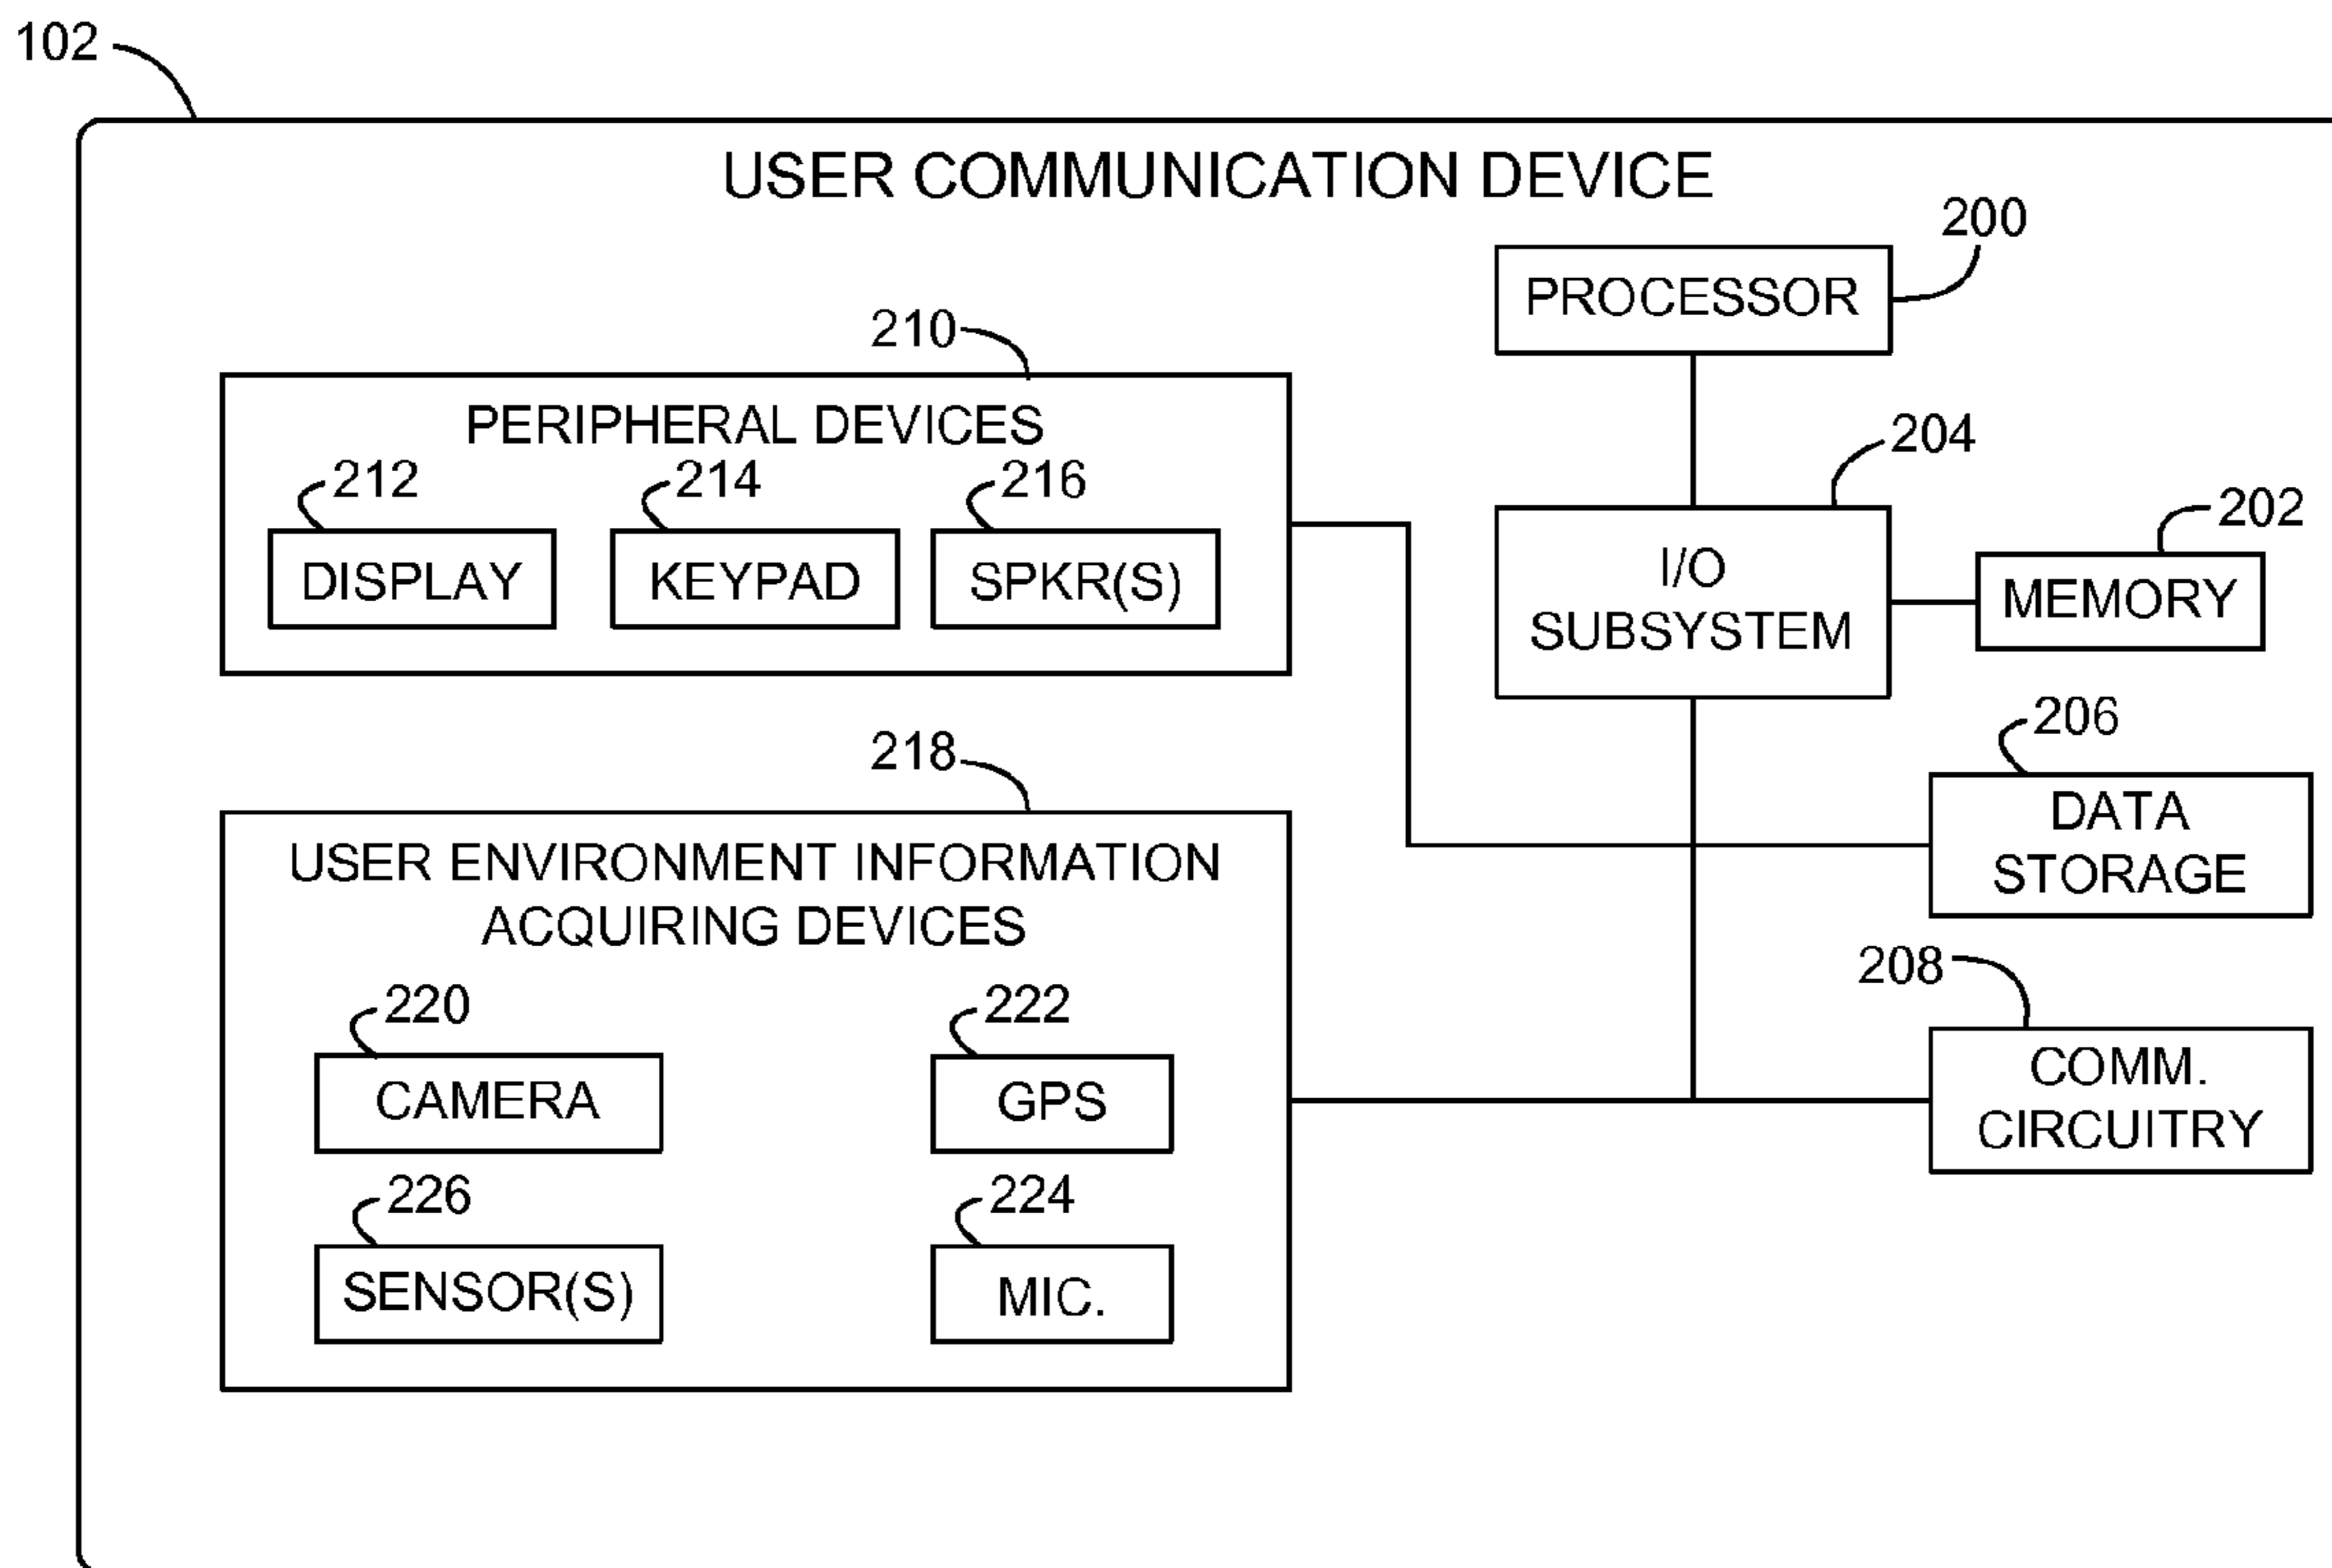 102
USER COMMUNICATION DEVICE
200
PROCESSOR
210
PERIPHERAL DEVICES
212 214 216
DISPLAY KEYPAD SPKR(S)
204
I/O
SUBSYSTEM
202
MEMORY
206
DATA
STORAGE
218
USER ENVIRONMENT INFORMATION
ACQUIRING DEVICES
220 222
CAMERA GPS
226 224
SENSOR(S) MIC.
208
COMM.
CIRCUITRY